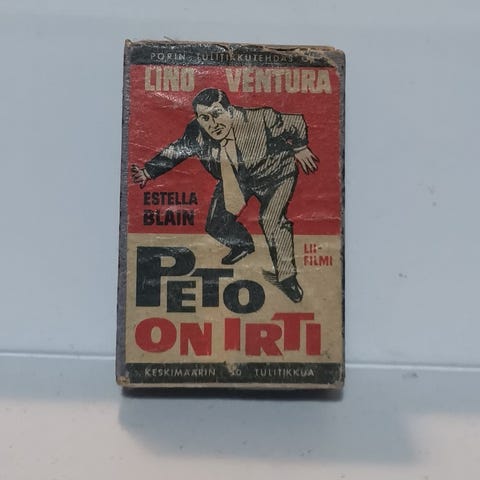 PORIN TULITIKKUTEHDAS OY
LINO VENTURA
ESTELLA
BLAIN
LII-
FILMI
PETO
ON IRTI
KESKIMÄÄRIN 50 TULITIKKUA